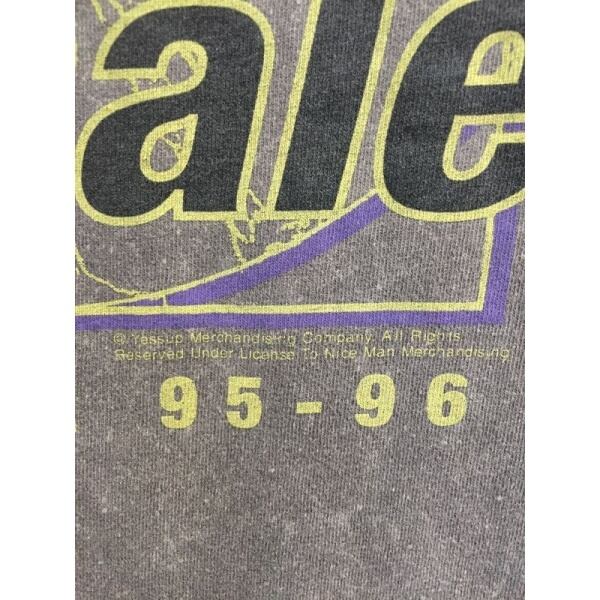 ale
© Yessup Merchandising Company. All Rights
Reserved Under License To Nice Man Merchandising
95 - 96